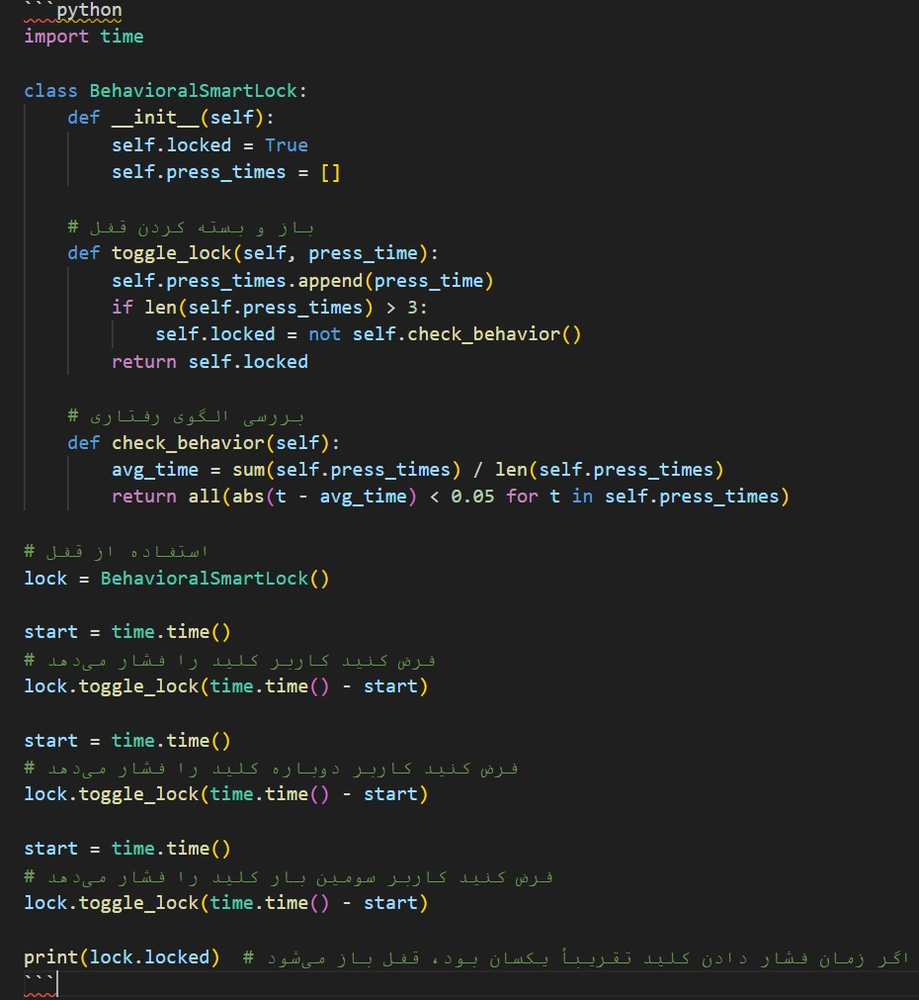 ```python
import time
class BehavioralSmartLock:
    def __init__(self):
        self.locked = True
        self.press_times = []
    # باز و بسته کردن قفل
    def toggle_lock(self, press_time):
        self.press_times.append(press_time)
        if len(self.press_times) > 3:
            self.locked = not self.check_behavior()
        return self.locked
    # بررسی الگوی رفتاری
    def check_behavior(self):
        avg_time = sum(self.press_times) / len(self.press_times)
        return all(abs(t - avg_time) < 0.05 for t in self.press_times)
# استفاده از قفل
lock = BehavioralSmartLock()
start = time.time()
# فرض کنید کاربر کلید را فشار می‌دهد
lock.toggle_lock(time.time() - start)
start = time.time()
# فرض کنید کاربر دوباره کلید را فشار می‌دهد
lock.toggle_lock(time.time() - start)
start = time.time()
# فرض کنید کاربر سومین بار کلید را فشار می‌دهد
lock.toggle_lock(time.time() - start)
print(lock.locked)  # اگر زمان فشار دادن کلید تقریباً یکسان بود، قفل باز می‌شود
```